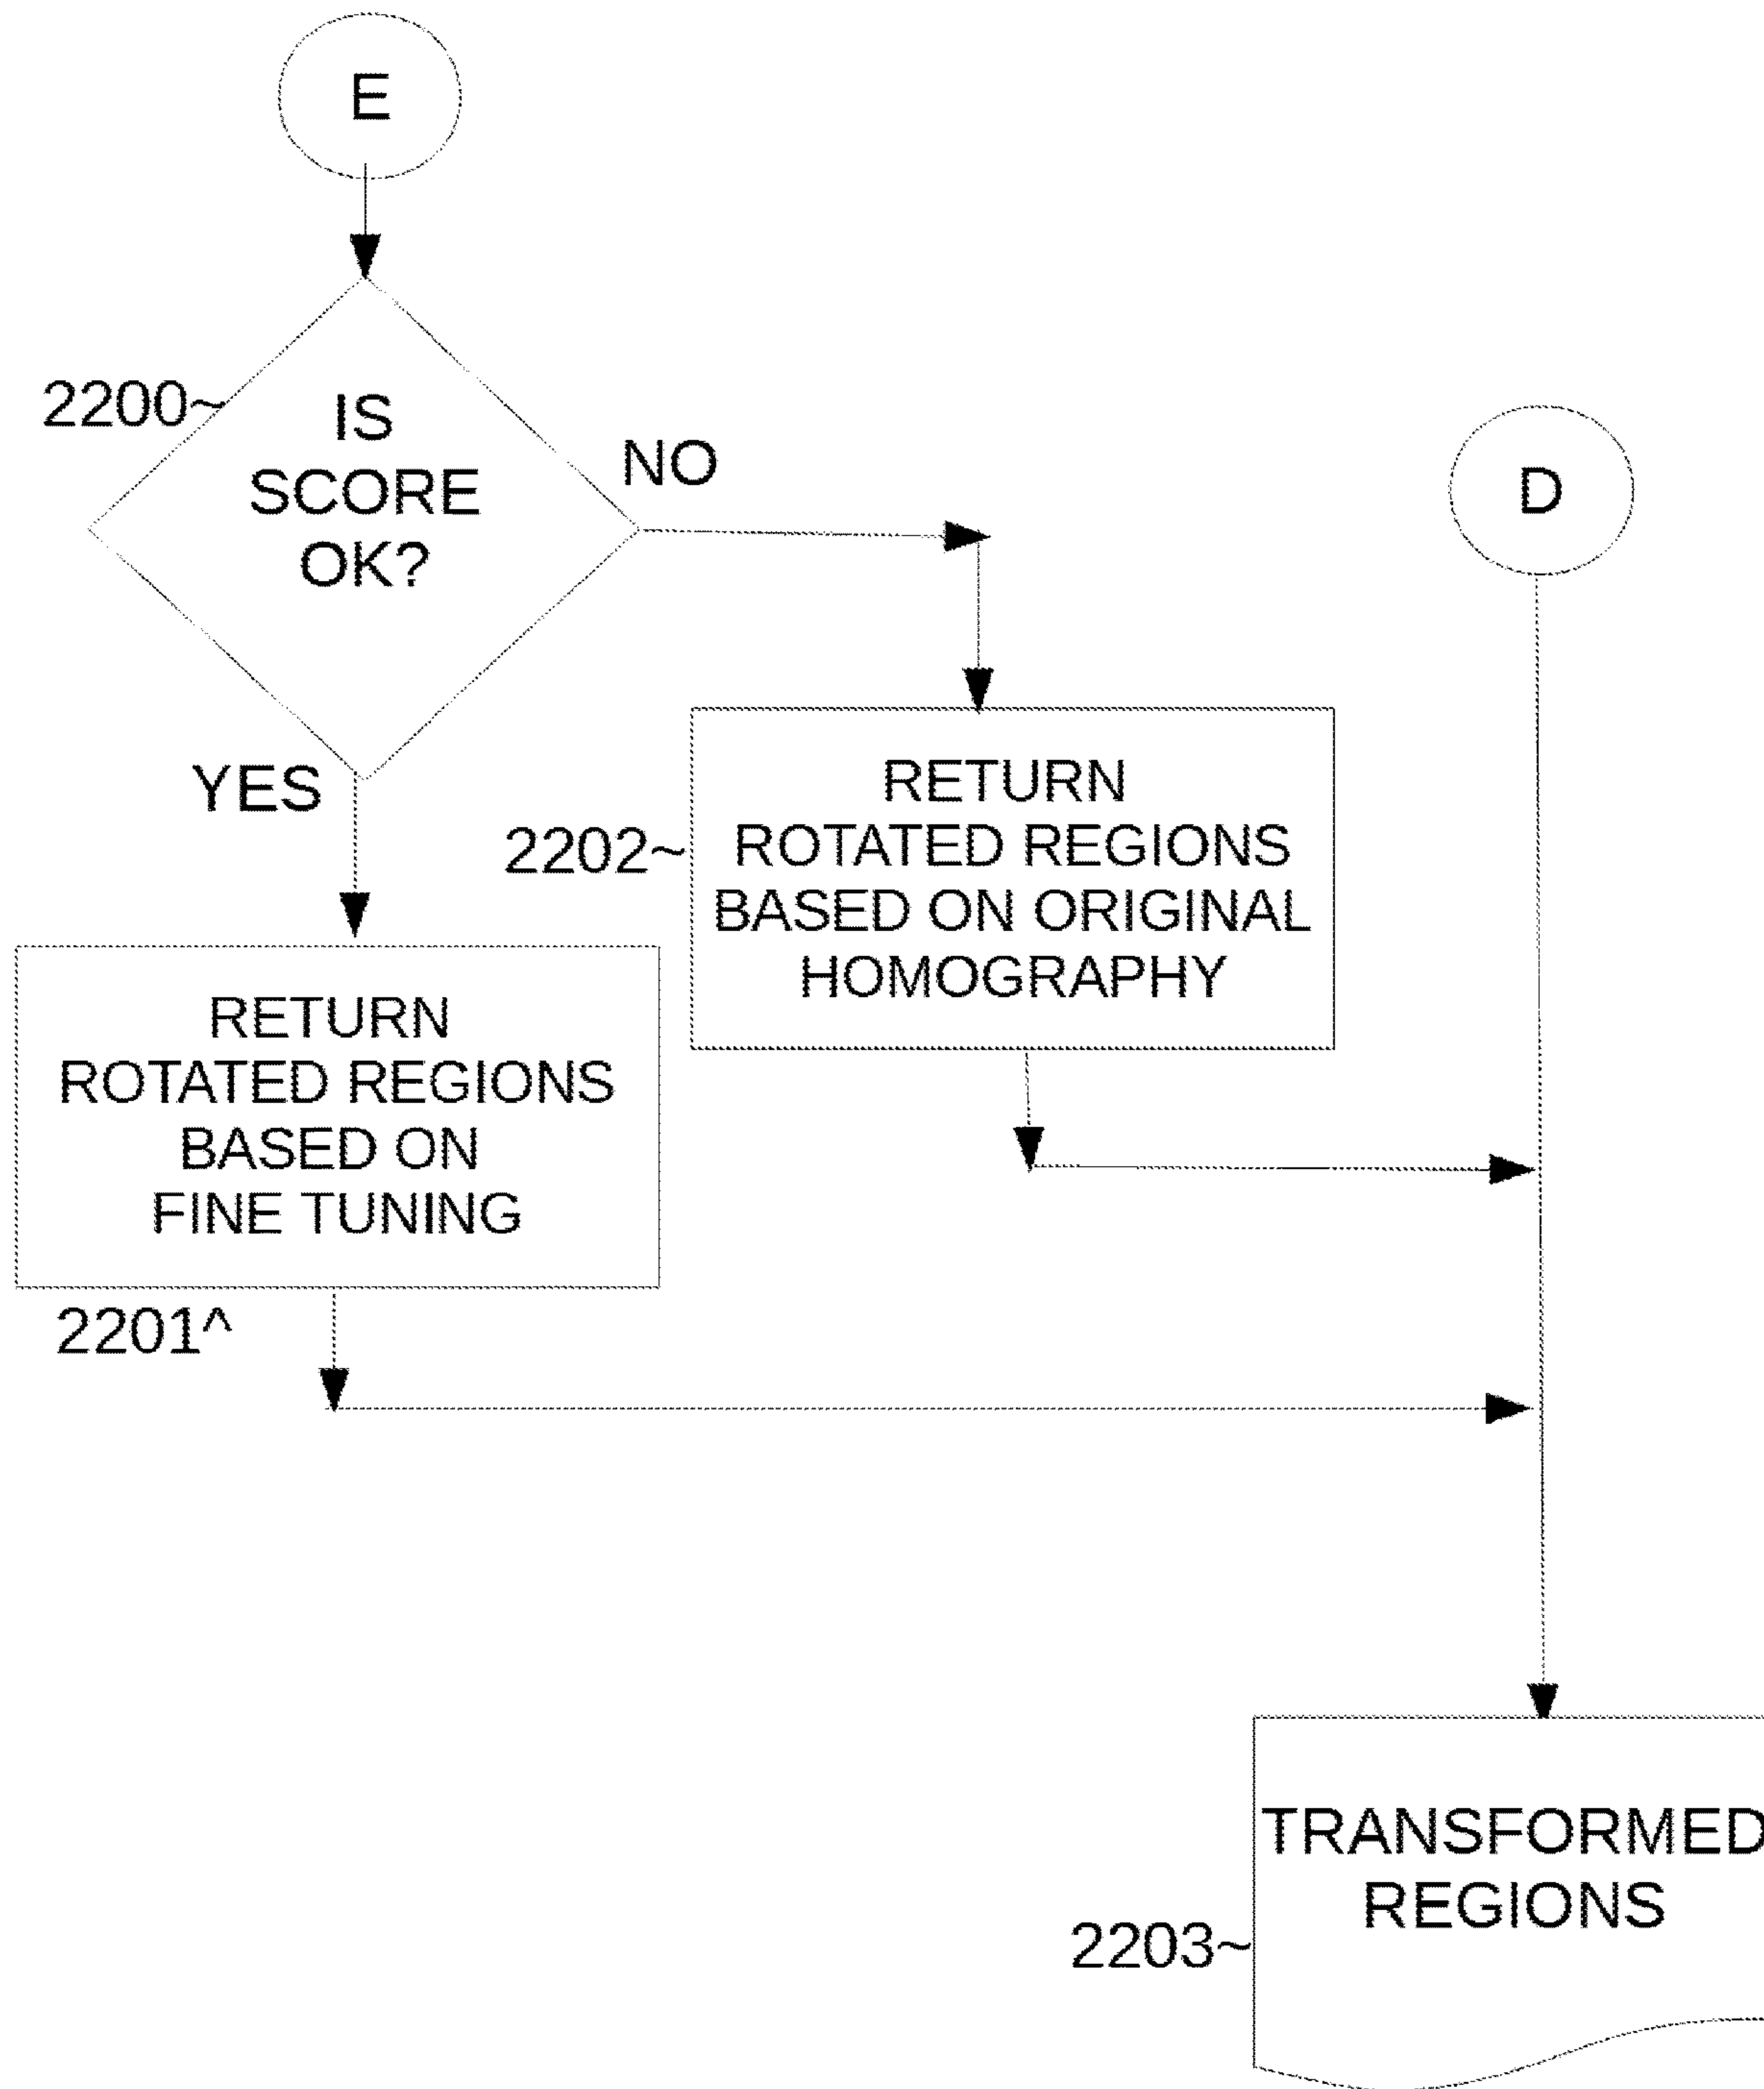 E
2200~
IS
SCORE
OK?
NO
D
YES
2202~
RETURN
ROTATED REGIONS
BASED ON ORIGINAL
HOMOGRAPHY
RETURN
ROTATED REGIONS
BASED ON
FINE TUNING
2201^
TRANSFORMED
REGIONS
2203~